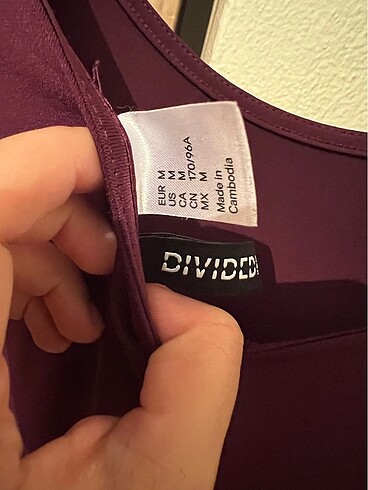 EUR M
US M
CA M
CN 170/96A
MX M
Made in
Cambodia
DIVIDED